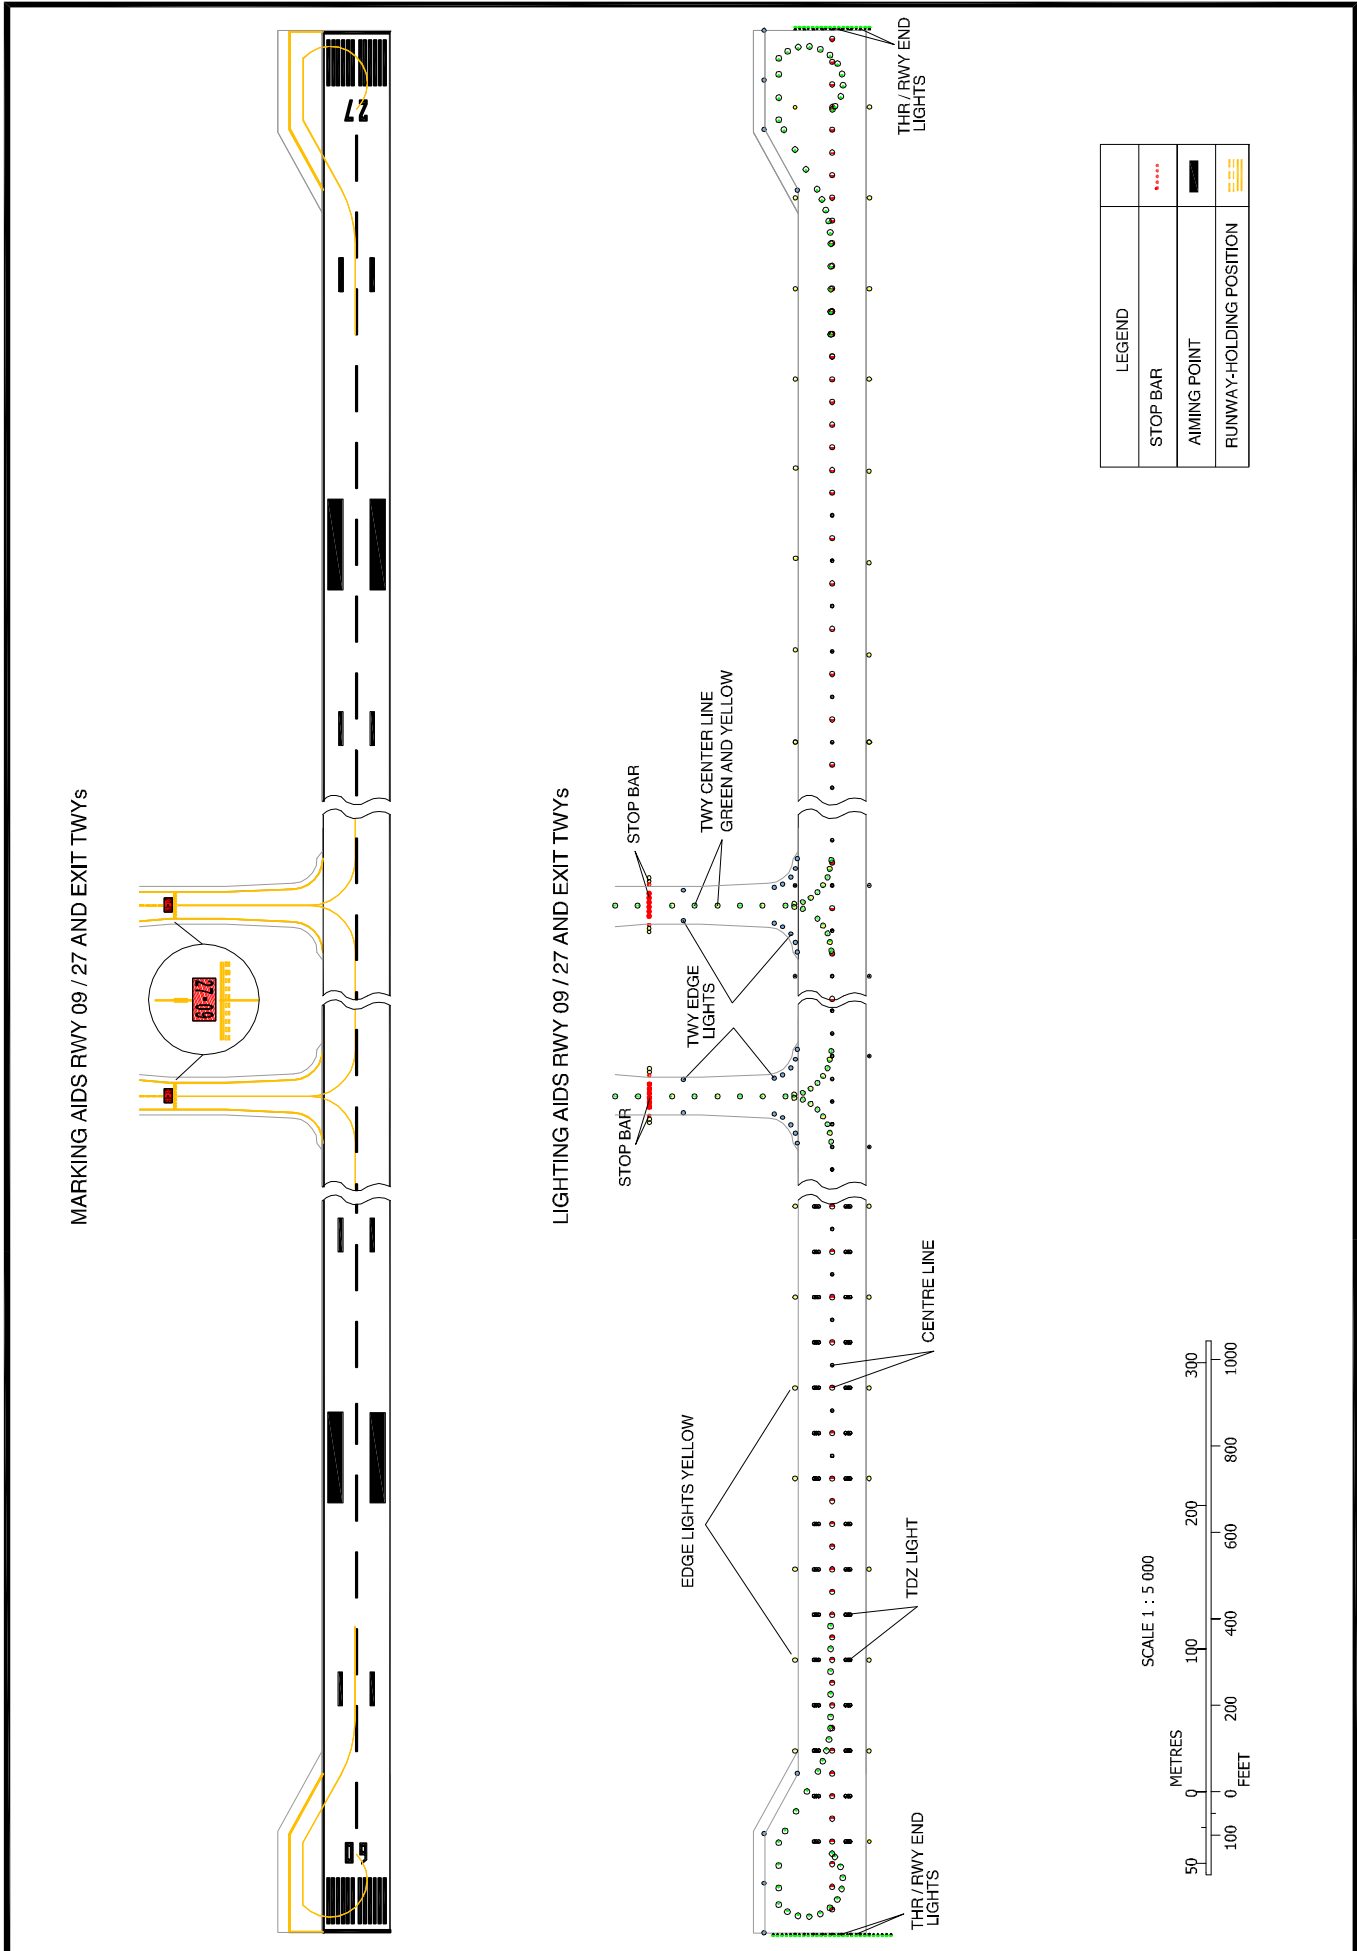 MARKING AIDS RWY 09 / 27 AND EXIT TWYs
27
27-09
09
LIGHTING AIDS RWY 09 / 27 AND EXIT TWYs
THR / RWY END
LIGHTS
STOP BAR
TWY CENTER LINE
GREEN AND YELLOW
TWY EDGE
LIGHTS
STOP BAR
CENTRE LINE
EDGE LIGHTS YELLOW
TDZ LIGHT
THR / RWY END
LIGHTS
LEGEND
STOP BAR
AIMING POINT
RUNWAY-HOLDING POSITION
SCALE 1 : 5 000
METRES
50 0 100 200 300
100 0 200 400 600 800 1000
FEET